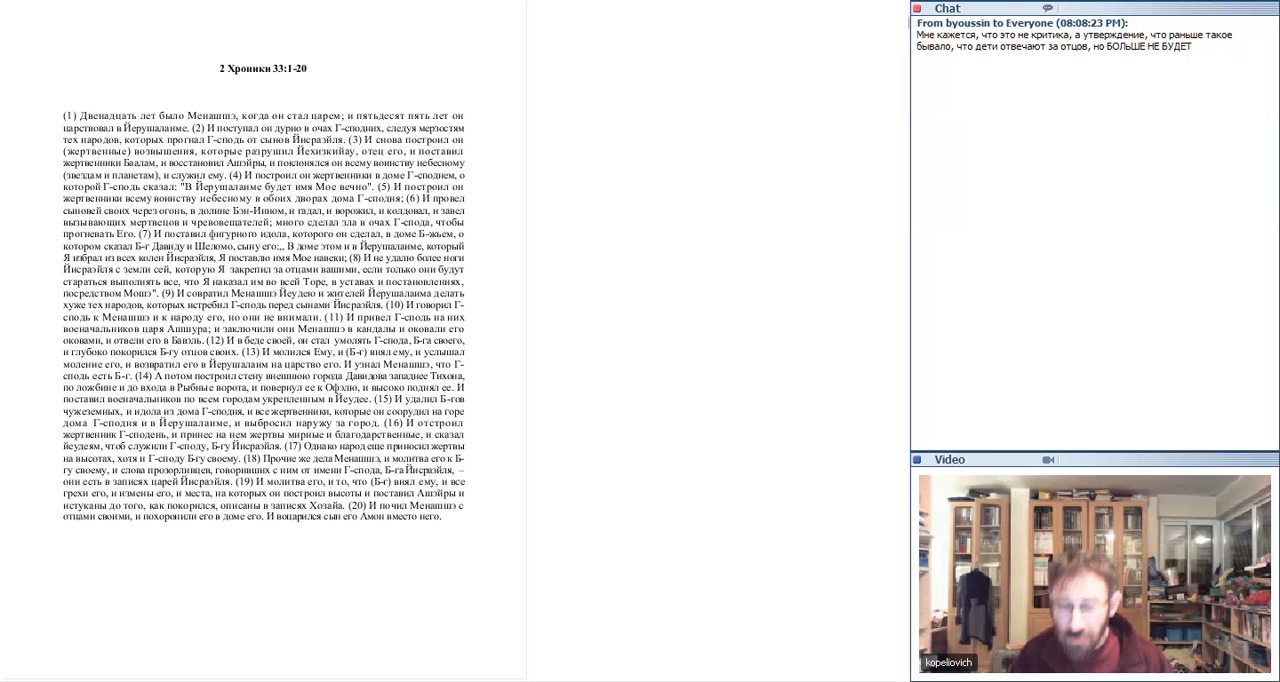 2 Хроники 33:1-20
(1) Двенадцать лет было Менашшэ, когда он стал царем; и пятьдесят пять лет он
царствовал в Йерушалаиме. (2) И поступал он дурно в очах Г-сподних, следуя мерзостям
тех народов, которых прогнал Г-сподь от сынов Йисраэйля. (3) И снова построил он
(жертвенные) возвышения, которые разрушил Йехизкийау, отец его, и поставил
жертвенники Баалам, и восстановил Ашэйры, и поклонялся он всему воинству небесному
(звездам и планетам), и служил ему. (4) И построил он жертвенники в доме Г-споднем, о
которой Г-сподь сказал: "В Йерушалаиме будет имя Мое вечно". (5) И построил он
жертвенники всему воинству небесному в обоих дворах дома Г-сподня; (6) И провел
сыновей своих через огонь, в долине Бэн-Инном, и гадал, и ворожил, и колдовал, и завел
вызывающих мертвецов и чревовещателей; много сделал зла в очах Г-спода, чтобы
прогневать Его. (7) И поставил фигурного идола, которого он сделал, в доме Б-жьем, о
котором сказал Б-г Давиду и Шеломо, сыну его:,, В доме этом и в Йерушалаиме, который
Я избрал из всех колен Йисраэйля, Я поставлю имя Мое навеки; (8) И не удалю более ноги
Йисраэйля с земли сей, которую Я закрепил за отцами вашими, если только они будут
стараться выполнять все, что Я наказал им во всей Торе, в уставах и постановлениях,
посредством Мошэ". (9) И совратил Менашшэ Йеудею и жителей Йерушалаима делать
хуже тех народов, которых истребил Г-сподь перед сынами Йисраэйля. (10) И говорил Г-
сподь к Менашшэ и к народу его, но они не внимали. (11) И привел Г-сподь на них
военачальников царя Ашшура; и заключили они Менашшэ в кандалы и оковали его
оковами, и отвели его в Бавэль. (12) И в беде своей, он стал умолять Г-спода, Б-га своего,
и глубоко покорился Б-гу отцов своих. (13) И молился Ему, и (Б-г) внял ему, и услышал
моление его, и возвратил его в Йерушалаим на царство его. И узнал Менашшэ, что Г-
сподь есть Б-г. (14) А потом построил стену внешнюю города Давидова западнее Тихона,
по ложбине и до входа в Рыбные ворота, и повернул ее к Офэлю, и высоко поднял ее. И
поставил военачальников по всем городам укрепленным в Йеудее. (15) И удалил Б-гов
чужеземных, и идола из дома Г-сподня, и все жертвенники, которые он соорудил на горе
дома Г-сподня и в Йерушалаиме, и выбросил наружу за город. (16) И отстроил
жертвенник Г-сподень, и принес на нем жертвы мирные и благодарственные, и сказал
йеудеям, чтоб служили Г-споду, Б-гу Йисраэйля. (17) Однако народ еще приносил жертвы
на высотах, хотя и Г-споду Б-гу своему. (18) Прочие же дела Менашшэ, и молитва его к Б-
гу своему, и слова прозорливцев, говоривших с ним от имени Г-спода, Б-га Йисраэйля, –
они есть в записях царей Йисраэйля. (19) И молитва его, и то, что (Б-г) внял ему, и все
грехи его, и измены его, и места, на которых он построил высоты и поставил Ашэйры и
истуканы до того, как покорился, описаны в записях Хозайа. (20) И почил Менашшэ с
отцами своими, и похоронили его в доме его. И воцарился сын его Амон вместо него.
Chat
From byoussin to Everyone (08:08:23 PM):
Мне кажется, что это не критика, а утверждение, что раньше такое
бывало, что дети отвечают за отцов, но БОЛЬШЕ НЕ БУДЕТ
Video
kopeliovich